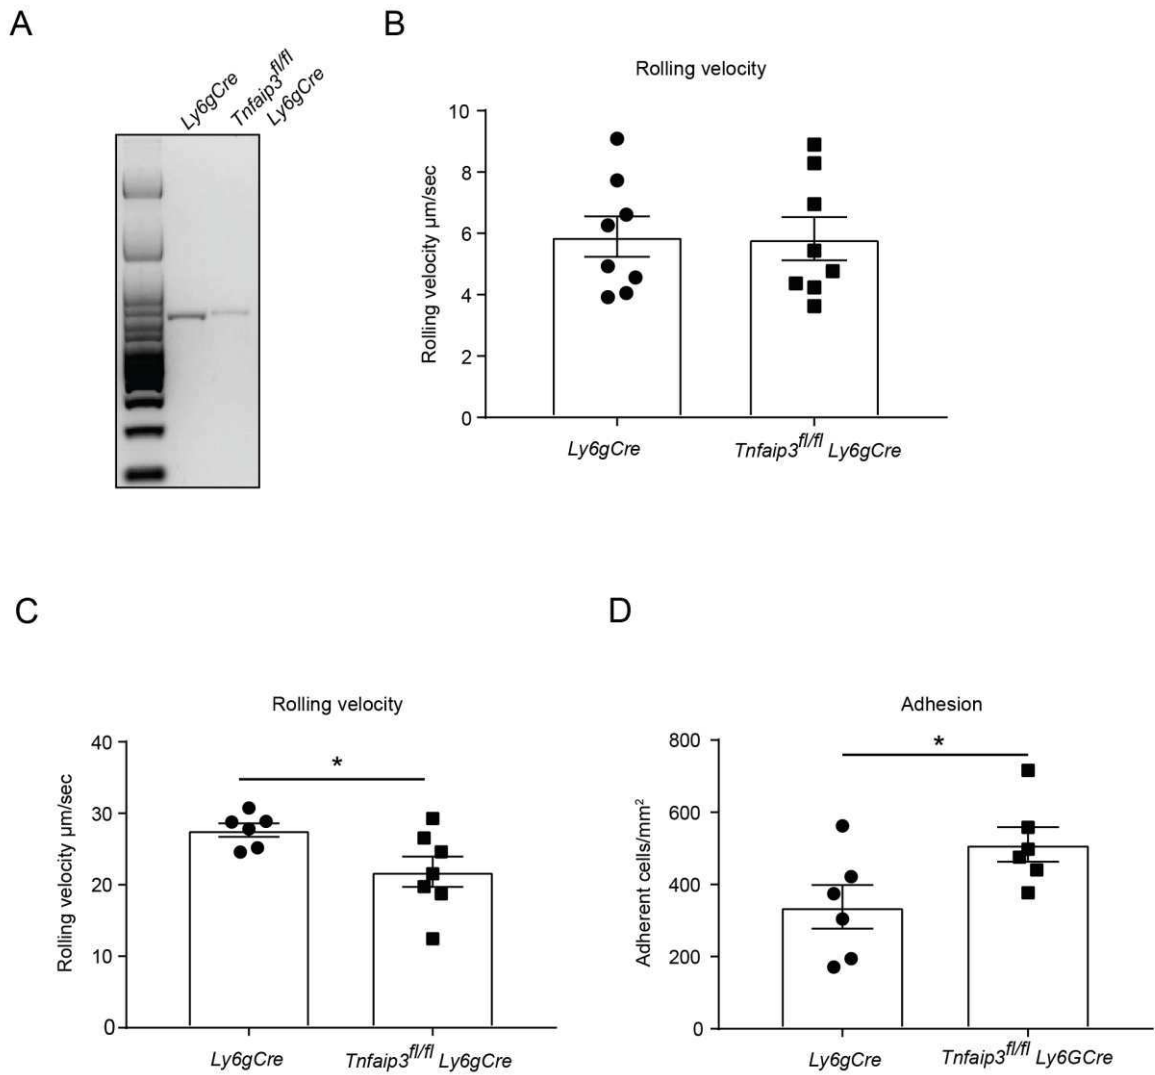 A
Ly6gCre
Tnfaip3fl/fl
Ly6gCre
B
Rolling velocity
Rolling velocity µm/sec
10
8
6
4
2
0
Ly6gCre
Tnfaip3fl/fl Ly6gCre
C
Rolling velocity
Rolling velocity µm/sec
40
30
20
10
0
*
Ly6gCre
Tnfaip3fl/fl Ly6gCre
D
Adhesion
Adherent cells/mm²
800
600
400
200
0
*
Ly6gCre
Tnfaip3fl/fl Ly6GCre